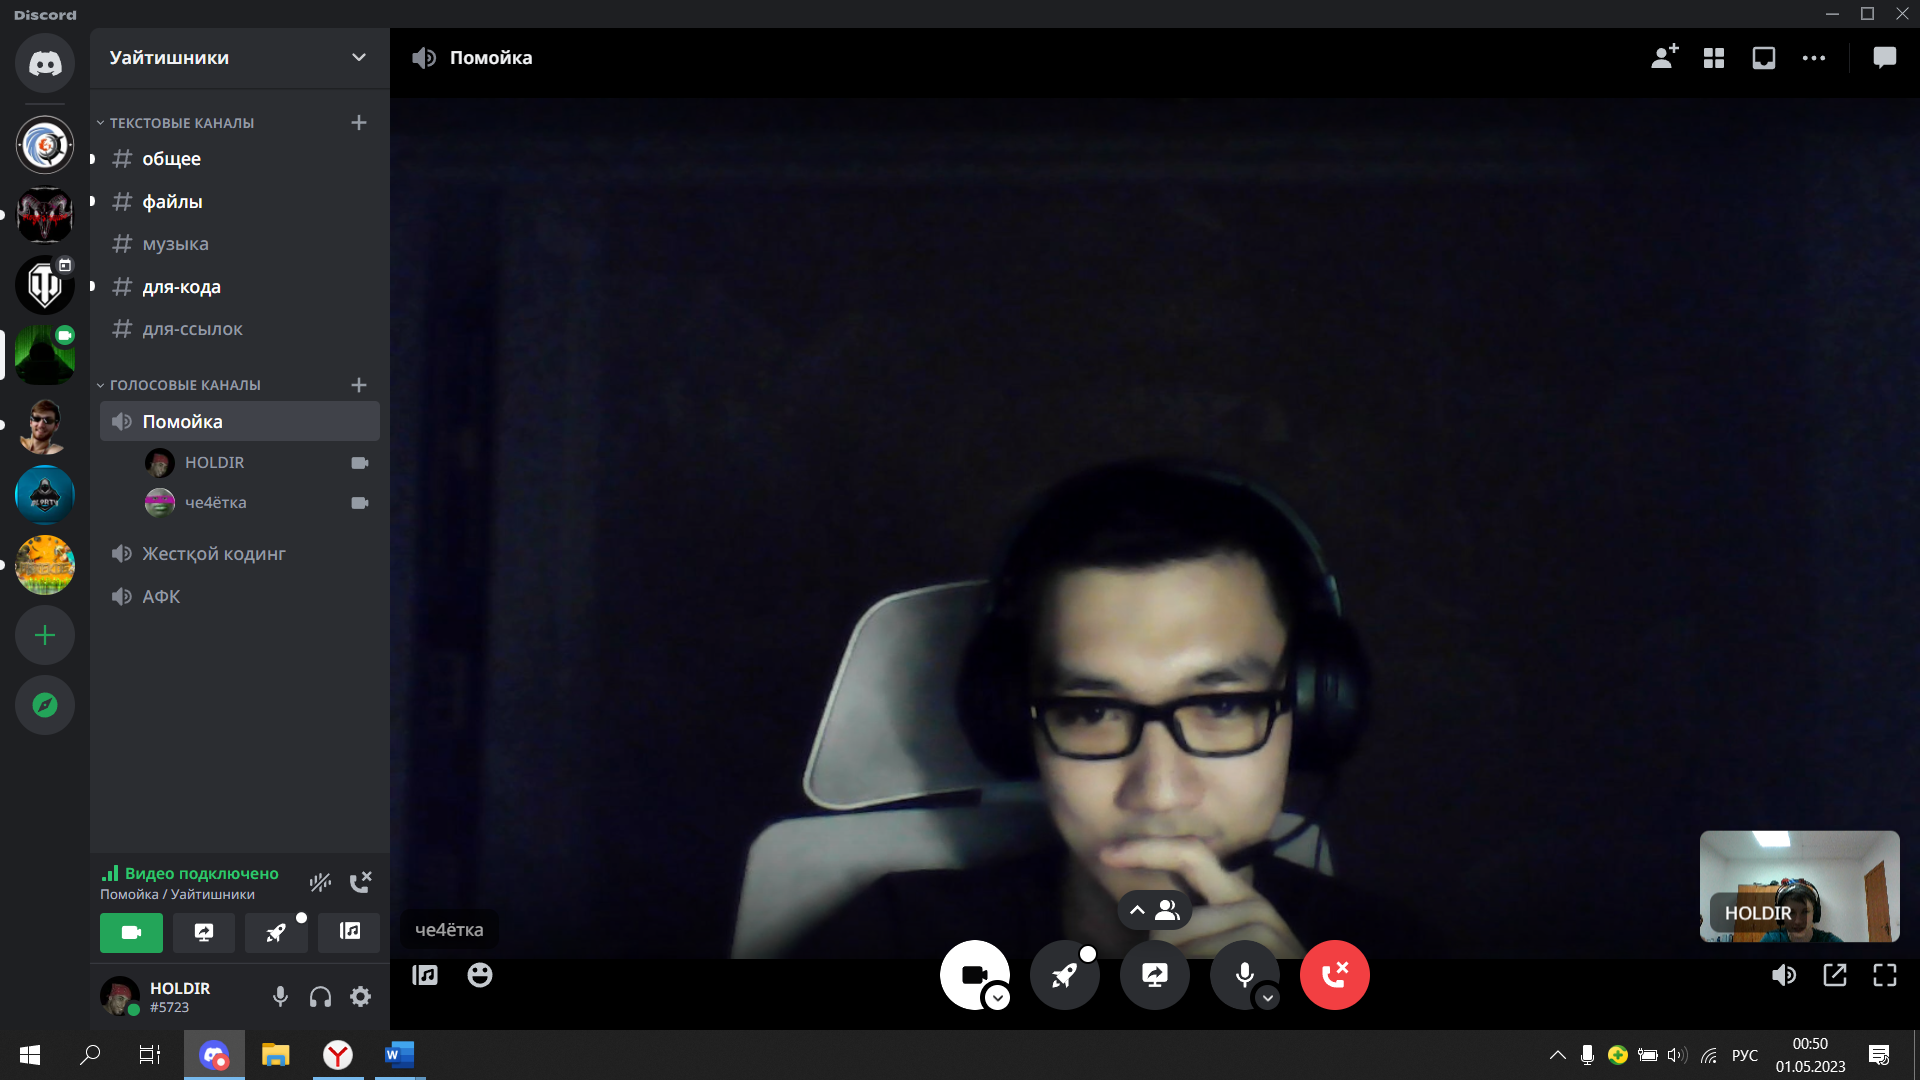 Discord
Уайтишники
Помойка
ТЕКСТОВЫЕ КАНАЛЫ
общее
файлы
музыка
для-кода
для-ссылок
ГОЛОСОВЫЕ КАНАЛЫ
Помойка
HOLDIR
че4ётка
Жестқой кодинг
АФК
Видео подключено
Помойка / Уайтишники
HOLDIR
#5723
че4ётка
HOLDIR
РУС
00:50
01.05.2023